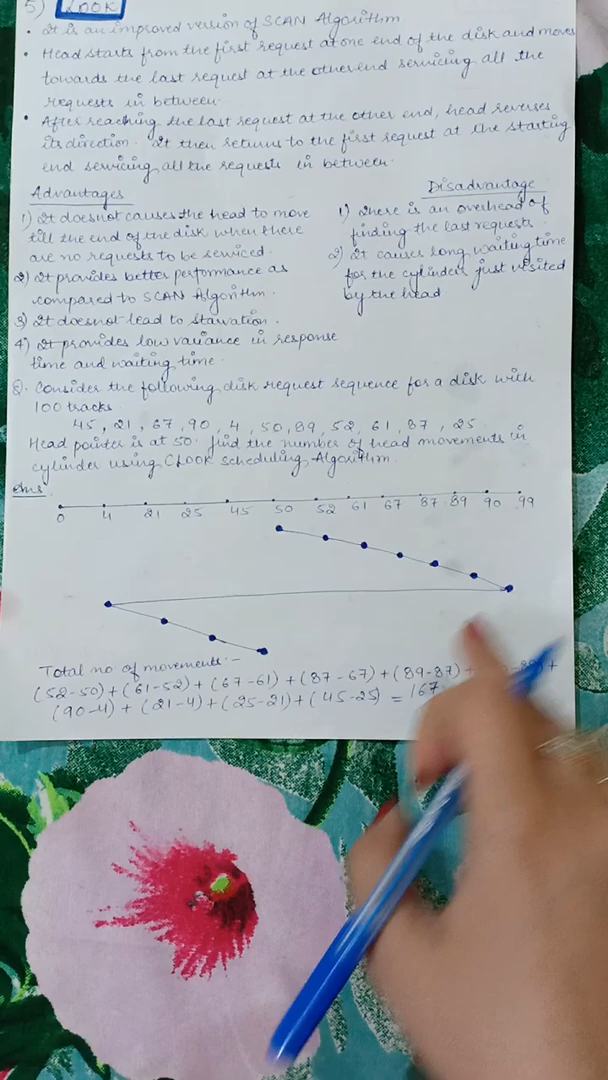 5) LOOK
• It is an improved version of SCAN Algorithm
• Head starts from the first request at one end of the disk and moves
towards the last request at the other end servicing all the
requests in between.
• After reaching the last request at the other end, head reverses
its direction. It then returns to the first request at the starting
end servicing all the requests in between.
Advantages
1) It doesnot causes the head to move
till the end of the disk when there
are no requests to be serviced.
2) It provides better performance as
compared to SCAN Algorithm.
3) It doesnot lead to starvation.
4) It provides low variance in response
time and waiting time.
Disadvantage
1) There is an overhead of
finding the last requests.
2) It causes long waiting time
for the cylinders just visited
by the head
Q. Consider the following disk request sequence for a disk with
100 tracks
45, 21, 67, 90, 4, 50, 89, 52, 61, 87, 25.
Head pointer is at 50. find the number of head movements in
cylinder using CLOOK scheduling Algorithm.
Ans:
0 4 21 25 45 50 52 61 67 87 89 90 99
Total no of movements:-
(52-50)+(61-52)+(67-61)+(87-67)+(89-87)+
(90-4)+(21-4)+(25-21)+(45-25) = 167